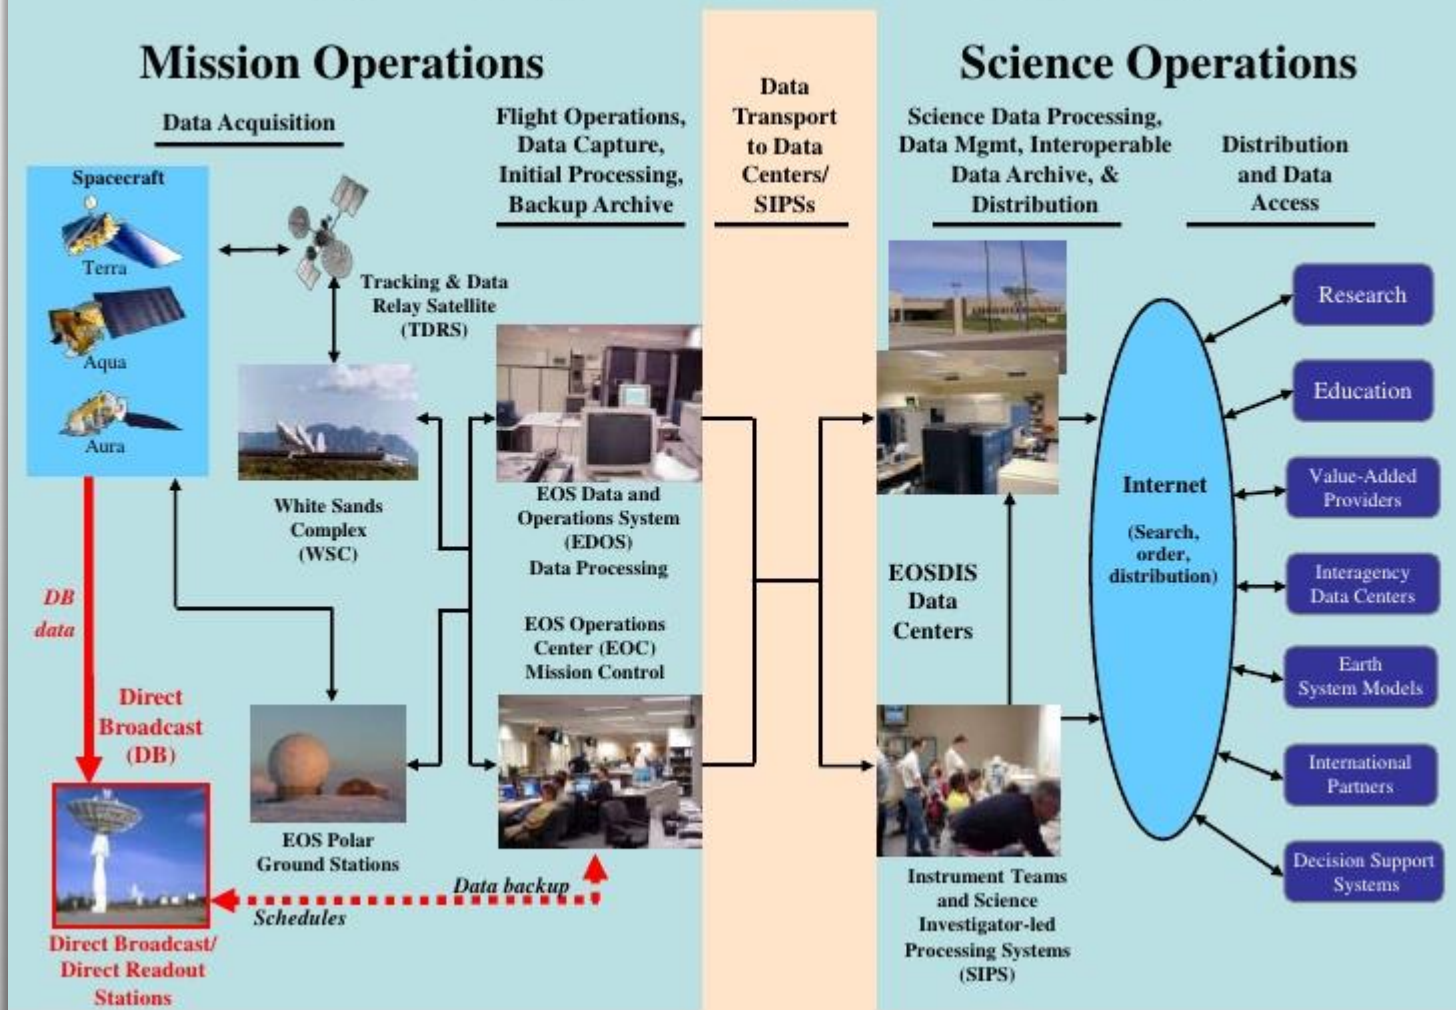 Mission Operations
Science Operations
Data Acquisition
Flight Operations,
Data Capture,
Initial Processing,
Backup Archive
Data
Transport
to Data
Centers/
SIPSs
Science Data Processing,
Data Mgmt, Interoperable
Data Archive, &
Distribution
Distribution
and Data
Access
Spacecraft
Terra
Aqua
Aura
Tracking & Data
Relay Satellite
(TDRS)
White Sands
Complex
(WSC)
EOS Data and
Operations System
(EDOS)
Data Processing
EOS Operations
Center (EOC)
Mission Control
DB
data
Direct
Broadcast
(DB)
EOS Polar
Ground Stations
Data backup
Schedules
Direct Broadcast/
Direct Readout
Stations
EOSDIS
Data
Centers
Instrument Teams
and Science
Investigator-led
Processing Systems
(SIPS)
Internet
(Search,
order,
distribution)
Research
Education
Value-Added
Providers
Interagency
Data Centers
Earth
System Models
International
Partners
Decision Support
Systems